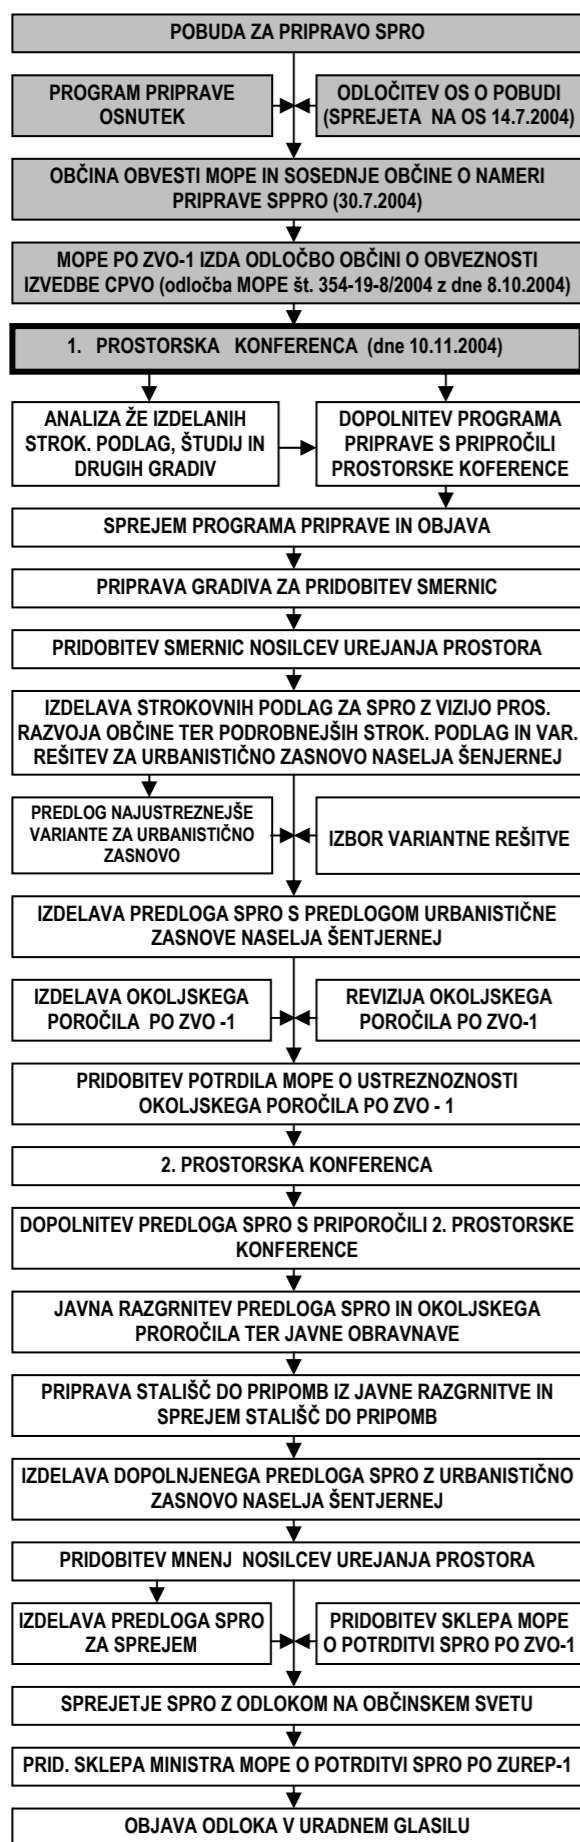 POBUDA ZA PRIPRAVO SPRO
PROGRAM PRIPRAVE
OSNUTEK
ODLOČITEV OS O POBUDI
(SPREJETA NA OS 14.7.2004)
OBČINA OBVESTI MOPE IN SOSEDNJE OBČINE O NAMERI
PRIPRAVE SPPRO (30.7.2004)
MOPE PO ZVO-1 IZDA ODLOČBO OBČINI O OBVEZNOSTI
IZVEDBE CPVO (odločba MOPE št. 354-19-8/2004 z dne 8.10.2004)
1. PROSTORSKA KONFERENCA (dne 10.11.2004)
ANALIZA ŽE IZDELANIH
STROK. PODLAG, ŠTUDIJ IN
DRUGIH GRADIV
DOPOLNITEV PROGRAMA
PRIPRAVE S PRIPROČILI
PROSTORSKE KOFERENCE
SPREJEM PROGRAMA PRIPRAVE IN OBJAVA
PRIPRAVA GRADIVA ZA PRIDOBITEV SMERNIC
PRIDOBITEV SMERNIC NOSILCEV UREJANJA PROSTORA
IZDELAVA STROKOVNIH PODLAG ZA SPRO Z VIZIJO PROS.
RAZVOJA OBČINE TER PODROBNEJŠIH STROK. PODLAG IN VAR.
REŠITEV ZA URBANISTIČNO ZASNOVO NASELJA ŠENJERNEJ
PREDLOG NAJUSTREZNEJŠE
VARIANTE ZA URBANISTIČNO
ZASNOVO
IZBOR VARIANTNE REŠITVE
IZDELAVA PREDLOGA SPRO S PREDLOGOM URBANISTIČNE
ZASNOVE NASELJA ŠENTJERNEJ
IZDELAVA OKOLJSKEGA
POROČILA PO ZVO -1
REVIZIJA OKOLJSKEGA
POROČILA PO ZVO-1
PRIDOBITEV POTRDILA MOPE O USTREZNOZNOSTI
OKOLJSKEGA POROČILA PO ZVO - 1
2. PROSTORSKA KONFERENCA
DOPOLNITEV PREDLOGA SPRO S PRIPOROČILI 2. PROSTORSKE
KONFERENCE
JAVNA RAZGRNITEV PREDLOGA SPRO IN OKOLJSKEGA
PROROČILA TER JAVNE OBRAVNAVE
PRIPRAVA STALIŠČ DO PRIPOMB IZ JAVNE RAZGRNITVE IN
SPREJEM STALIŠČ DO PRIPOMB
IZDELAVA DOPOLNJENEGA PREDLOGA SPRO Z URBANISTIČNO
ZASNOVO NASELJA ŠENTJERNEJ
PRIDOBITEV MNENJ NOSILCEV UREJANJA PROSTORA
IZDELAVA PREDLOGA SPRO
ZA SPREJEM
PRIDOBITEV SKLEPA MOPE
O POTRDITVI SPRO PO ZVO-1
SPREJETJE SPRO Z ODLOKOM NA OBČINSKEM SVETU
PRID. SKLEPA MINISTRA MOPE O POTRDITVI SPRO PO ZUREP-1
OBJAVA ODLOKA V URADNEM GLASILU